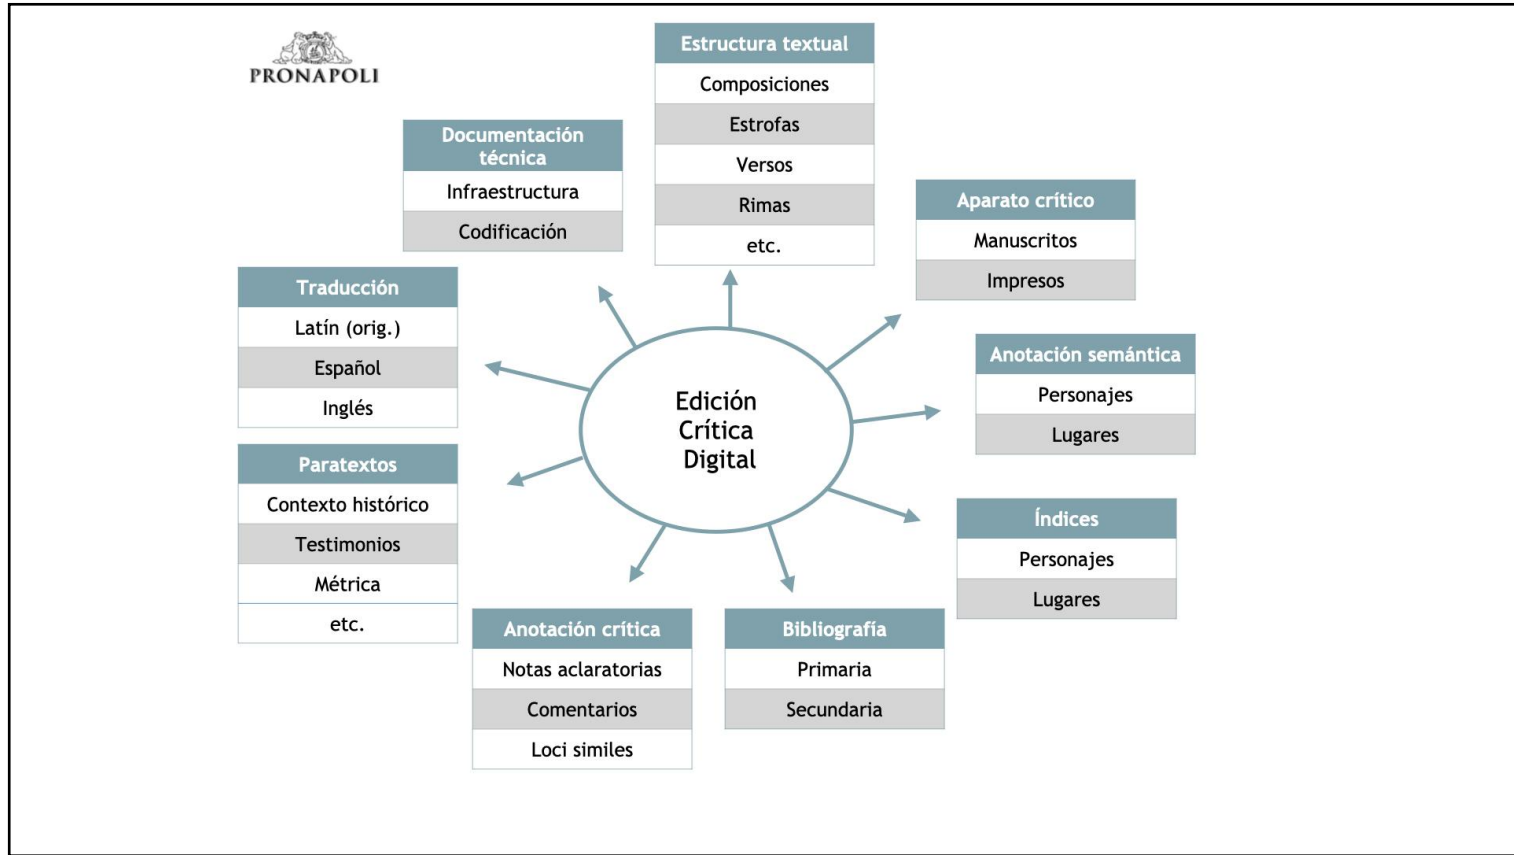 PRONAPOLI
Estructura textual
Composiciones
Estrofas
Versos
Rimas
etc.
Documentación
técnica
Infraestructura
Codificación
Aparato crítico
Manuscritos
Impresos
Traducción
Latín (orig.)
Español
Inglés
Anotación semántica
Personajes
Lugares
Edición
Crítica
Digital
Paratextos
Contexto histórico
Testimonios
Métrica
etc.
Índices
Personajes
Lugares
Anotación crítica
Notas aclaratorias
Comentarios
Loci similes
Bibliografía
Primaria
Secundaria